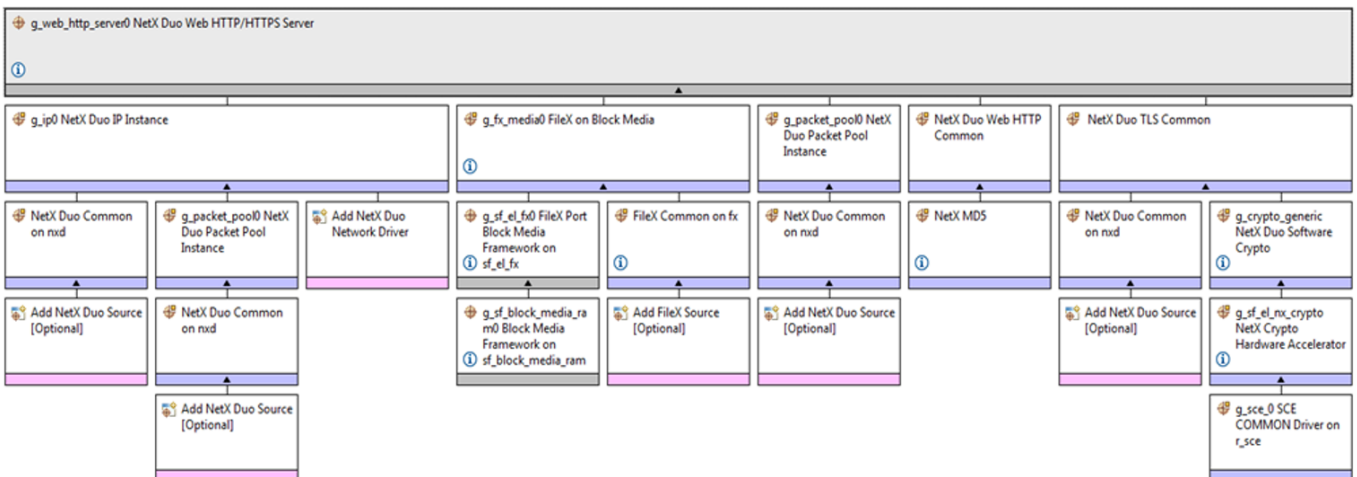 g_web_http_server0 NetX Duo Web HTTP/HTTPS Server
g_ip0 NetX Duo IP Instance
g_fx_media0 FileX on Block Media
g_packet_pool0 NetX
Duo Packet Pool
Instance
NetX Duo Web HTTP
Common
NetX Duo TLS Common
NetX Duo Common
on nxd
g_packet_pool0 NetX
Duo Packet Pool
Instance
Add NetX Duo
Network Driver
g_sf_el_fx0 FileX Port
Block Media
Framework on
sf_el_fx
FileX Common on fx
NetX Duo Common
on nxd
NetX MD5
NetX Duo Common
on nxd
g_crypto_generic
NetX Duo Software
Crypto
Add NetX Duo Source
[Optional]
NetX Duo Common
on nxd
g_sf_block_media_ra
m0 Block Media
Framework on
sf_block_media_ram
Add FileX Source
[Optional]
Add NetX Duo Source
[Optional]
Add NetX Duo Source
[Optional]
g_sf_el_nx_crypto
NetX Crypto
Hardware Accelerator
Add NetX Duo Source
[Optional]
g_sce_0 SCE
COMMON Driver on
r_sce